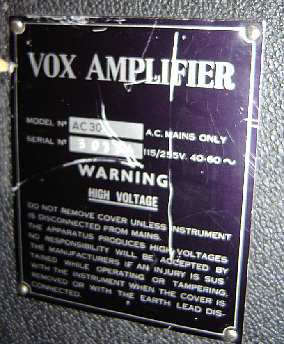 VOX AMPLIFIER
MODEL Nº AC30 A.C. MAINS ONLY
SERIAL Nº 115/255V. 40-60~
WARNING
HIGH VOLTAGE
DO NOT REMOVE COVER UNLESS INSTRUMENT
IS DISCONNECTED FROM MAINS.
THE APPARATUS PRODUCES HIGH VOLTAGES
NO RESPONSIBILITY WILL BE ACCEPTED BY
THE MANUFACTURERS IF AN INJURY IS SUS
TAINED WHILE OPERATING OR TAMPERING,
WITH THE INSTRUMENT WHEN THE COVER IS
REMOVED OR WITH THE EARTH LEAD DIS-
CONNECTED.